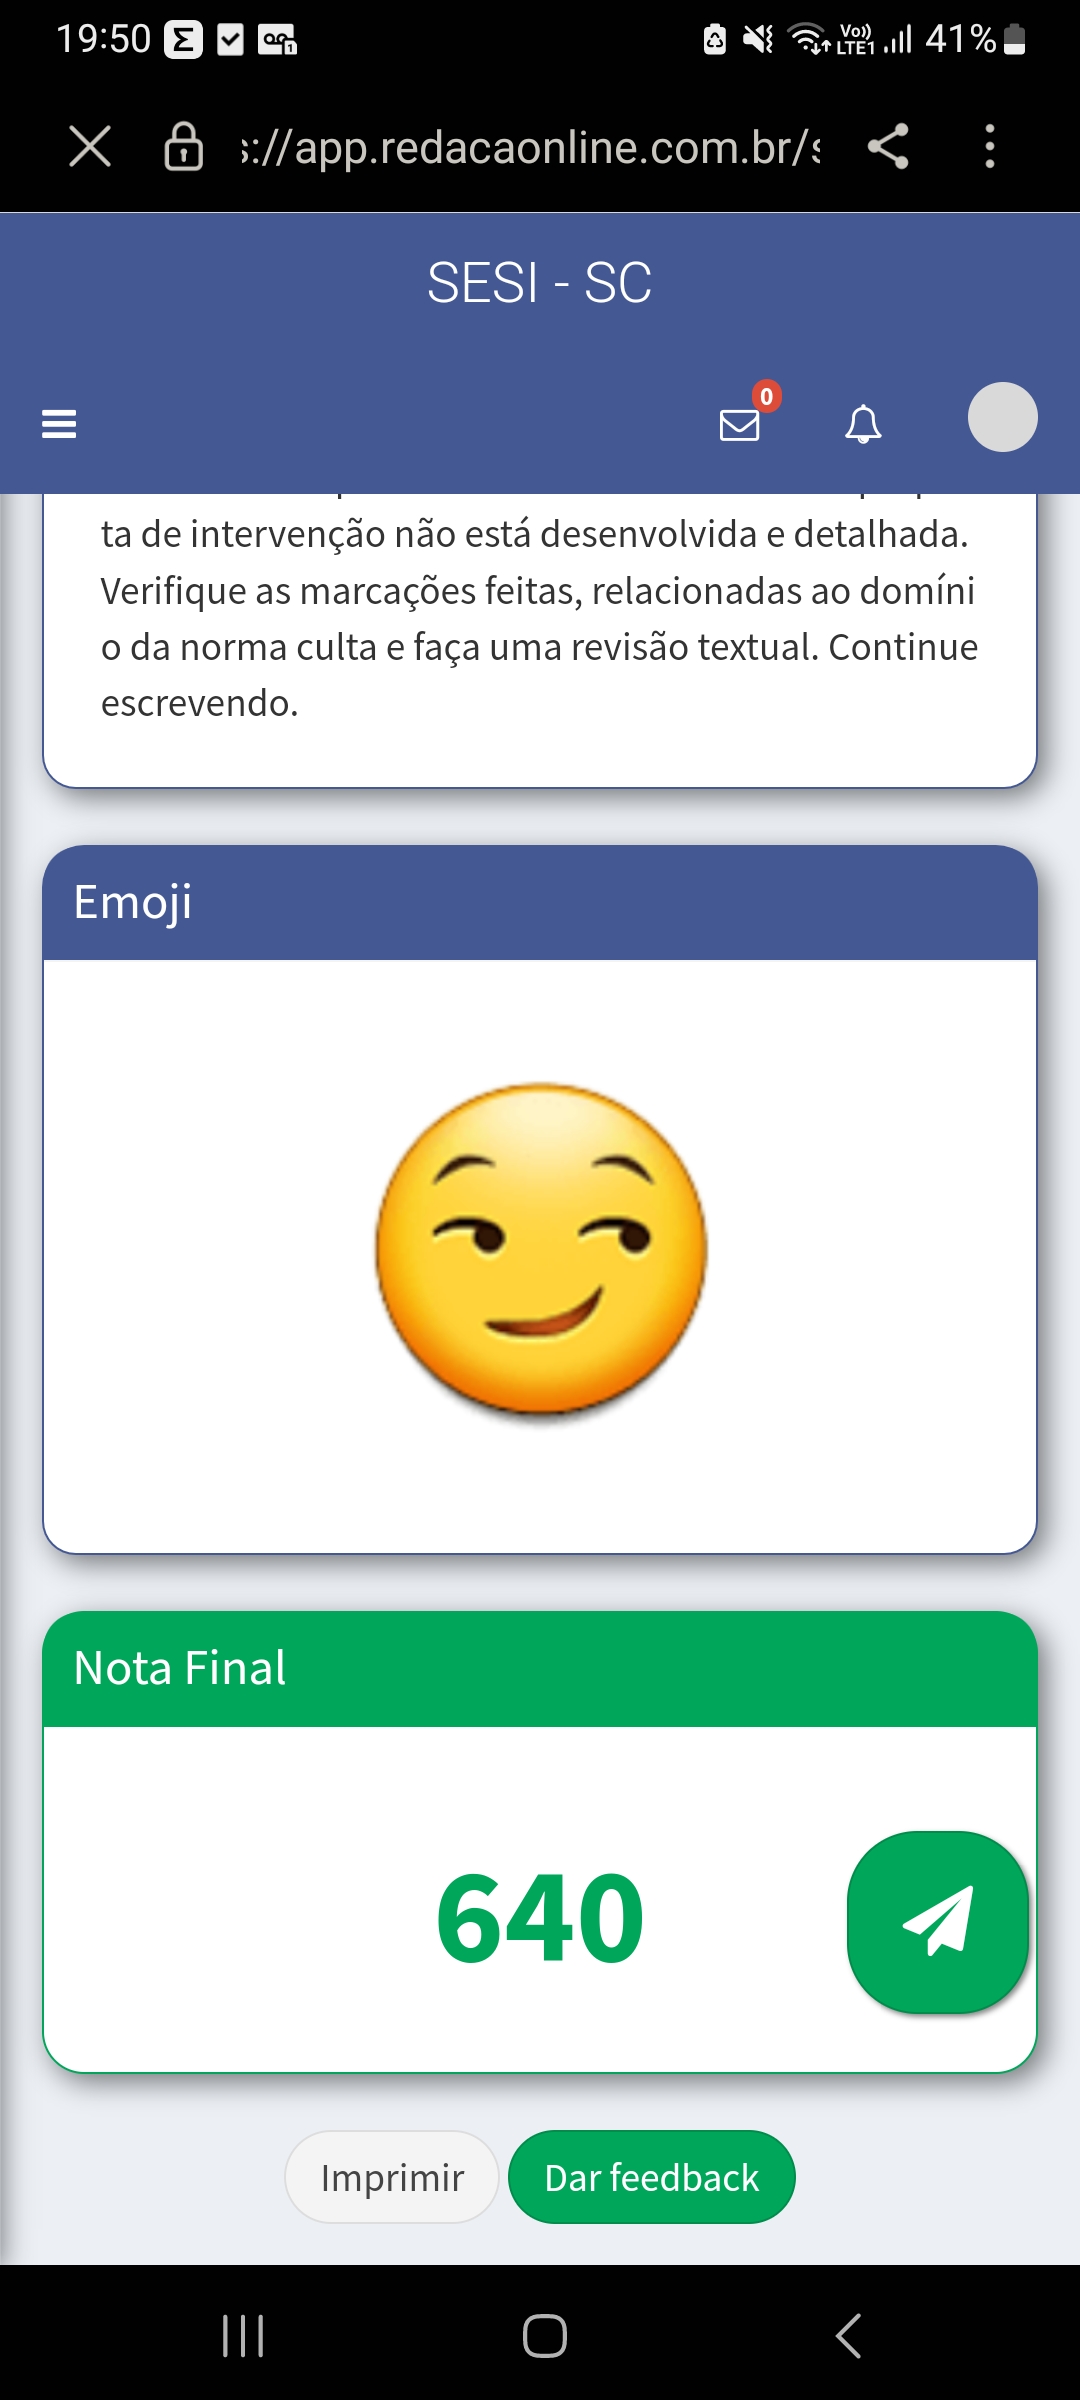 19:50
Vo))
LTE1
41%
s://app.redacaonline.com.br/s
SESI - SC
0
ta de intervenção não está desenvolvida e detalhada.
Verifique as marcações feitas, relacionadas ao domíni
o da norma culta e faça uma revisão textual. Continue
escrevendo.
Emoji
Nota Final
640
Imprimir
Dar feedback